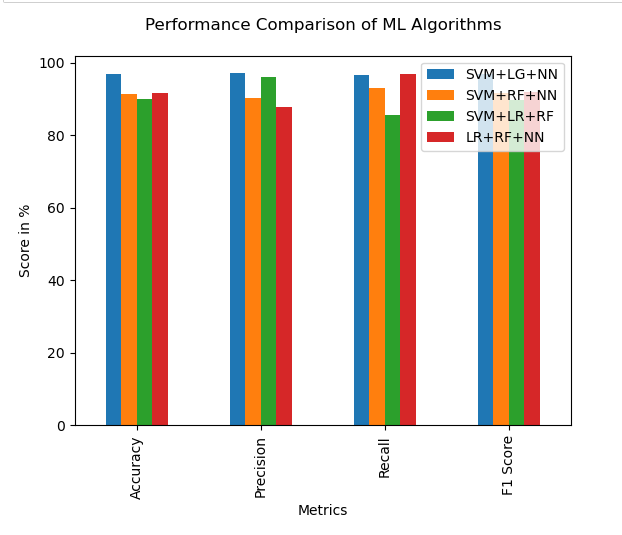 Performance Comparison of ML Algorithms
100
80
60
40
20
0
Score in %
SVM+LG+NN
SVM+RF+NN
SVM+LR+RF
LR+RF+NN
Accuracy
Precision
Recall
F1 Score
Metrics